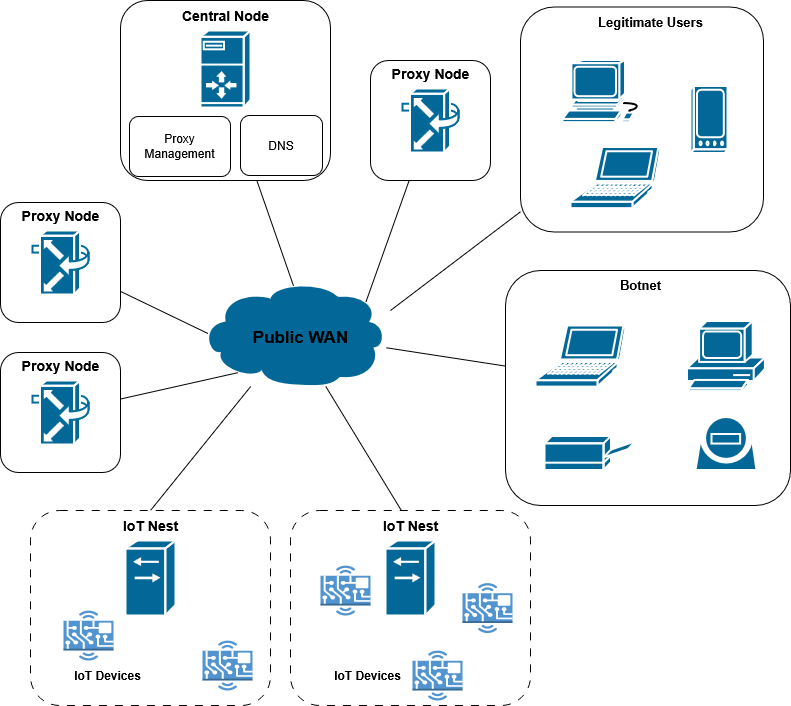 Central Node
Proxy
Management
DNS
Proxy Node
Legitimate Users
Proxy Node
Public WAN
Botnet
Proxy Node
IoT Nest
IoT Devices
IoT Nest
IoT Devices